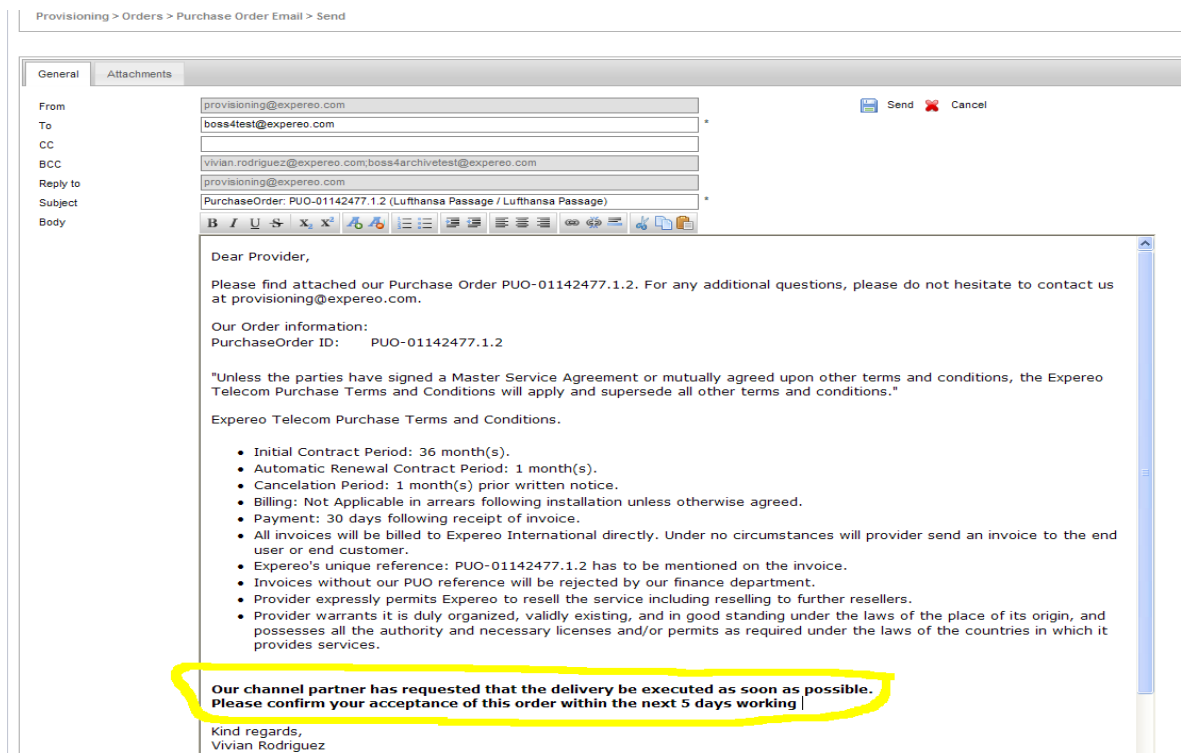 Provisioning > Orders > Purchase Order Email > Send
General Attachments
From provisioning@expereo.com Send Cancel
To boss4test@expereo.com *
CC
BCC vivian.rodriguez@expereo.com;boss4archivetest@expereo.com
Reply to provisioning@expereo.com
Subject PurchaseOrder: PUO-01142477.1.2 (Lufthansa Passage / Lufthansa Passage) *
Body B I U S X₂ X²
Dear Provider,
Please find attached our Purchase Order PUO-01142477.1.2. For any additional questions, please do not hesitate to contact us
at provisioning@expereo.com.
Our Order information:
PurchaseOrder ID: PUO-01142477.1.2
"Unless the parties have signed a Master Service Agreement or mutually agreed upon other terms and conditions, the Expereo
Telecom Purchase Terms and Conditions will apply and supersede all other terms and conditions."
Expereo Telecom Purchase Terms and Conditions.
• Initial Contract Period: 36 month(s).
• Automatic Renewal Contract Period: 1 month(s).
• Cancelation Period: 1 month(s) prior written notice.
• Billing: Not Applicable in arrears following installation unless otherwise agreed.
• Payment: 30 days following receipt of invoice.
• All invoices will be billed to Expereo International directly. Under no circumstances will provider send an invoice to the end
user or end customer.
• Expereo's unique reference: PUO-01142477.1.2 has to be mentioned on the invoice.
• Invoices without our PUO reference will be rejected by our finance department.
• Provider expressly permits Expereo to resell the service including reselling to further resellers.
• Provider warrants it is duly organized, validly existing, and in good standing under the laws of the place of its origin, and
possesses all the authority and necessary licenses and/or permits as required under the laws of the countries in which it
provides services.
Our channel partner has requested that the delivery be executed as soon as possible.
Please confirm your acceptance of this order within the next 5 days working
Kind regards,
Vivian Rodriguez